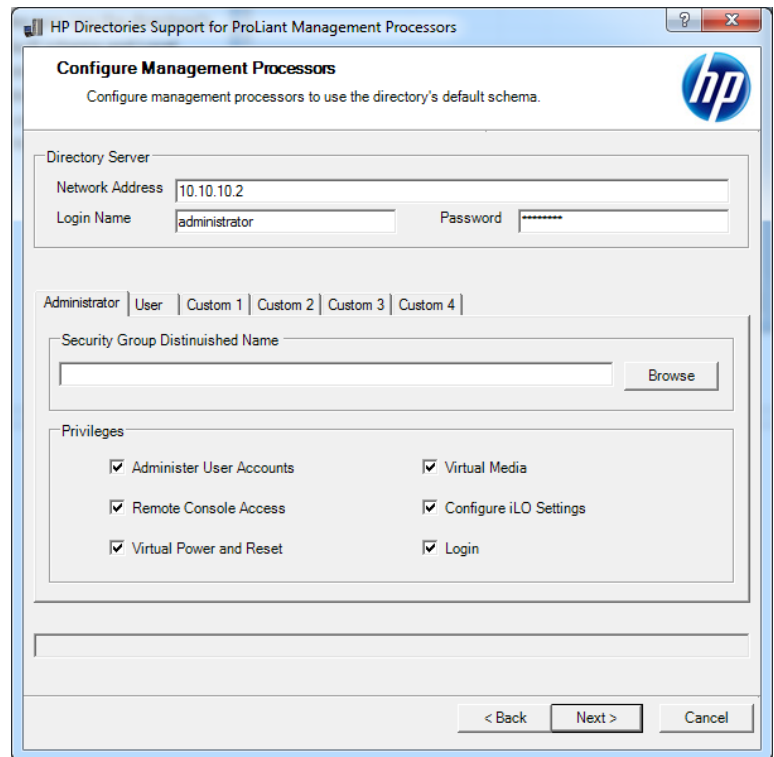 HP Directories Support for ProLiant Management Processors
Configure Management Processors
Configure management processors to use the directory's default schema.
hp
Directory Server
Network Address 10.10.10.2
Login Name administrator Password ********
Administrator User Custom 1 Custom 2 Custom 3 Custom 4
Security Group Distinuished Name
Browse
Privileges
Administer User Accounts Virtual Media
Remote Console Access Configure iLO Settings
Virtual Power and Reset Login
< Back Next > Cancel